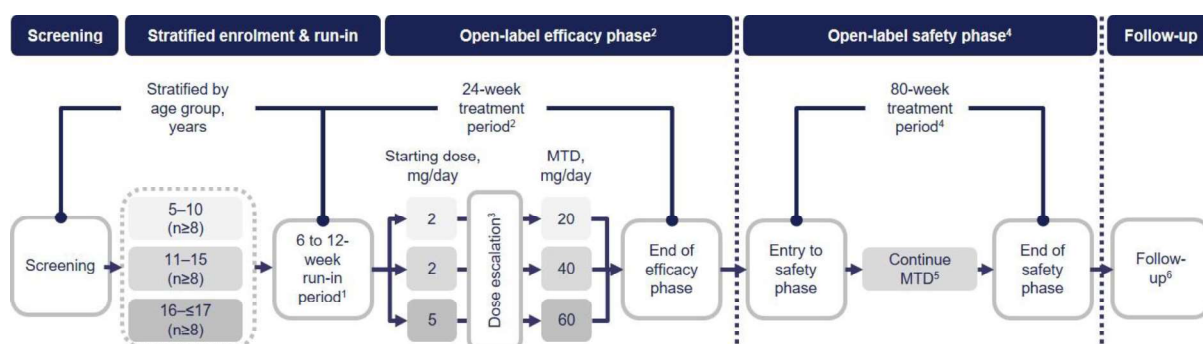 Screening
Stratified enrolment & run-in
Open-label efficacy phase²
Open-label safety phase⁴
Follow-up
Stratified by
age group,
years
24-week
treatment
period²
80-week
treatment
period⁴
Starting dose,
mg/day
MTD,
mg/day
Screening
5–10
(n≥8)
11–15
(n≥8)
16–≤17
(n≥8)
6 to 12-
week
run-in
period¹
2
2
5
Dose escalation³
20
40
60
End of
efficacy
phase
Entry to
safety
phase
Continue
MTD⁵
End of
safety
phase
Follow-
up⁶